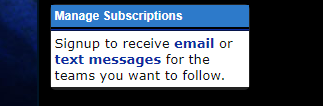 Manage Subscriptions
Signup to receive email or
text messages for the
teams you want to follow.